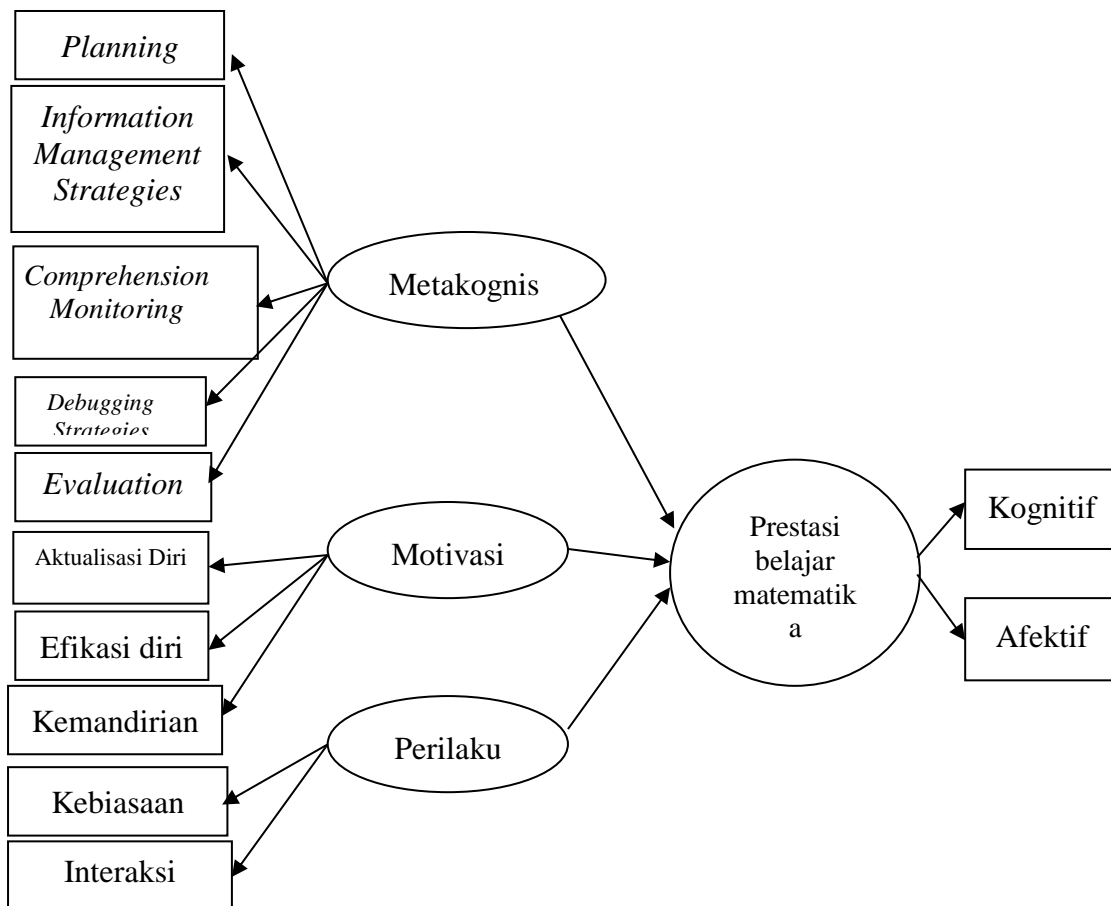 Planning
Information
Management
Strategies
Comprehension
Monitoring
Debugging
Strategies
Evaluation
Aktualisasi Diri
Efikasi diri
Kemandirian
Kebiasaan
Interaksi
Metakognis
Motivasi
Perilaku
Prestasi
belajar
matematik
a
Kognitif
Afektif